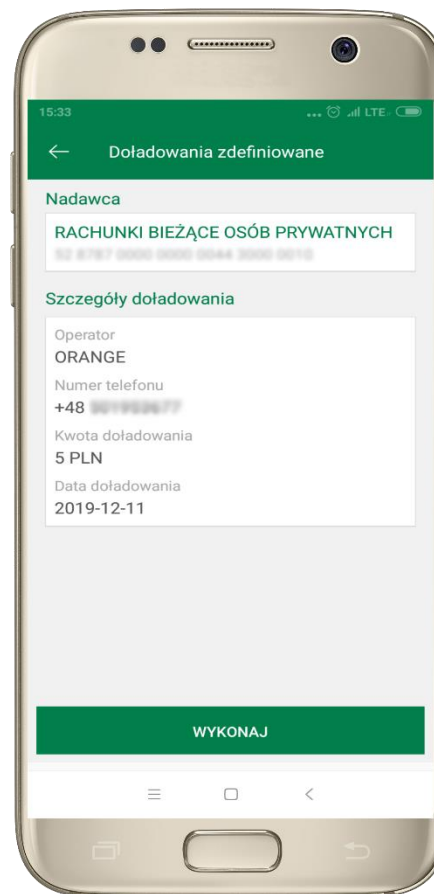 15:33
LTE
Doładowania zdefiniowane
Nadawca
RACHUNKI BIEŻĄCE OSÓB PRYWATNYCH
Szczegóły doładowania
Operator
ORANGE
Numer telefonu
+48
Kwota doładowania
5 PLN
Data doładowania
2019-12-11
WYKONAJ